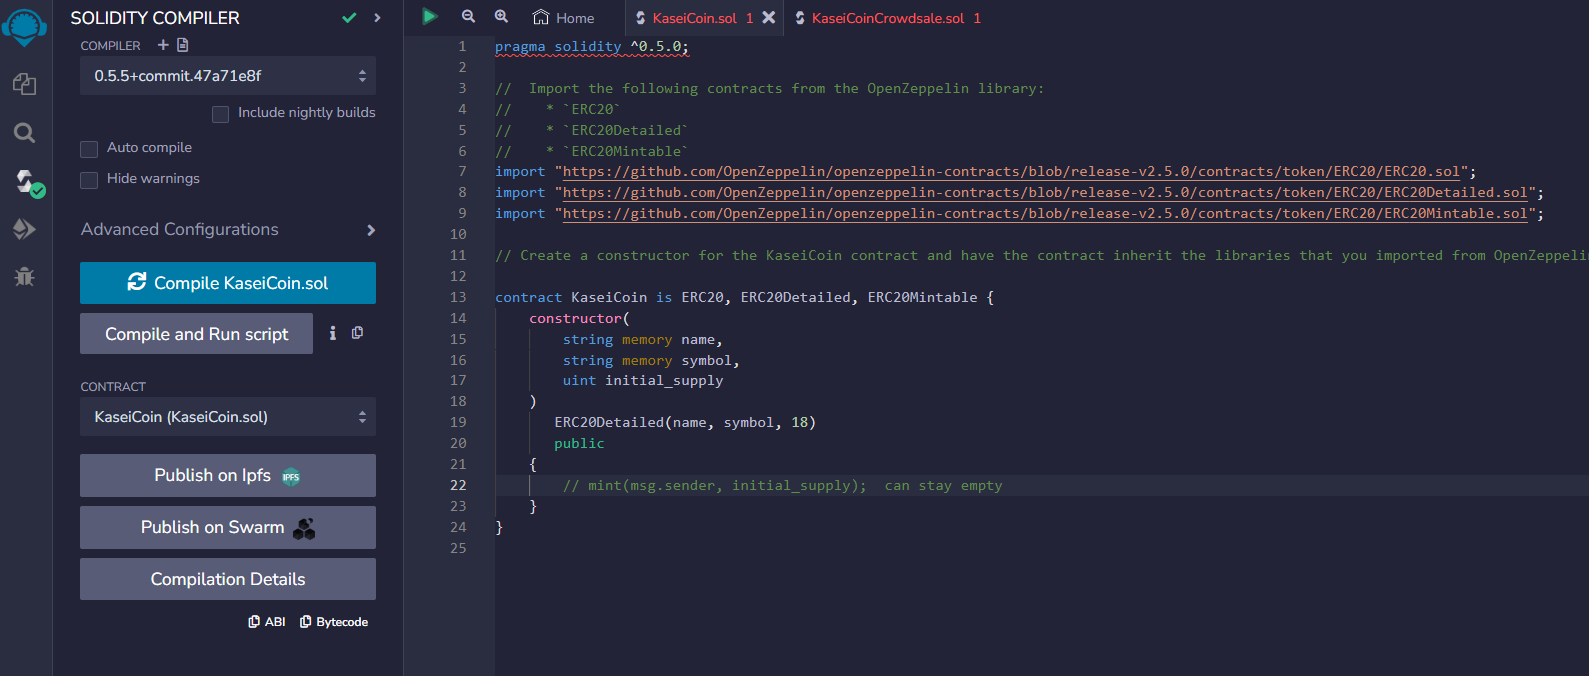 SOLIDITY COMPILER
COMPILER
0.5.5+commit.47a71e8f
Include nightly builds
Auto compile
Hide warnings
Advanced Configurations
Compile KaseiCoin.sol
Compile and Run script
CONTRACT
KaseiCoin (KaseiCoin.sol)
Publish on Ipfs IPFS
Publish on Swarm
Compilation Details
ABI Bytecode
Home KaseiCoin.sol 1 KaseiCoinCrowdsale.sol 1
1 pragma solidity ^0.5.0;
2
3 //  Import the following contracts from the OpenZeppelin library:
4 //    * `ERC20`
5 //    * `ERC20Detailed`
6 //    * `ERC20Mintable`
7 import "https://github.com/OpenZeppelin/openzeppelin-contracts/blob/release-v2.5.0/contracts/token/ERC20/ERC20.sol";
8 import "https://github.com/OpenZeppelin/openzeppelin-contracts/blob/release-v2.5.0/contracts/token/ERC20/ERC20Detailed.sol";
9 import "https://github.com/OpenZeppelin/openzeppelin-contracts/blob/release-v2.5.0/contracts/token/ERC20/ERC20Mintable.sol";
10
11 // Create a constructor for the KaseiCoin contract and have the contract inherit the libraries that you imported from OpenZeppelin
12
13 contract KaseiCoin is ERC20, ERC20Detailed, ERC20Mintable {
14     constructor(
15         string memory name,
16         string memory symbol,
17         uint initial_supply
18     )
19        ERC20Detailed(name, symbol, 18)
20        public
21     {
22         // mint(msg.sender, initial_supply);  can stay empty
23     }
24 }
25